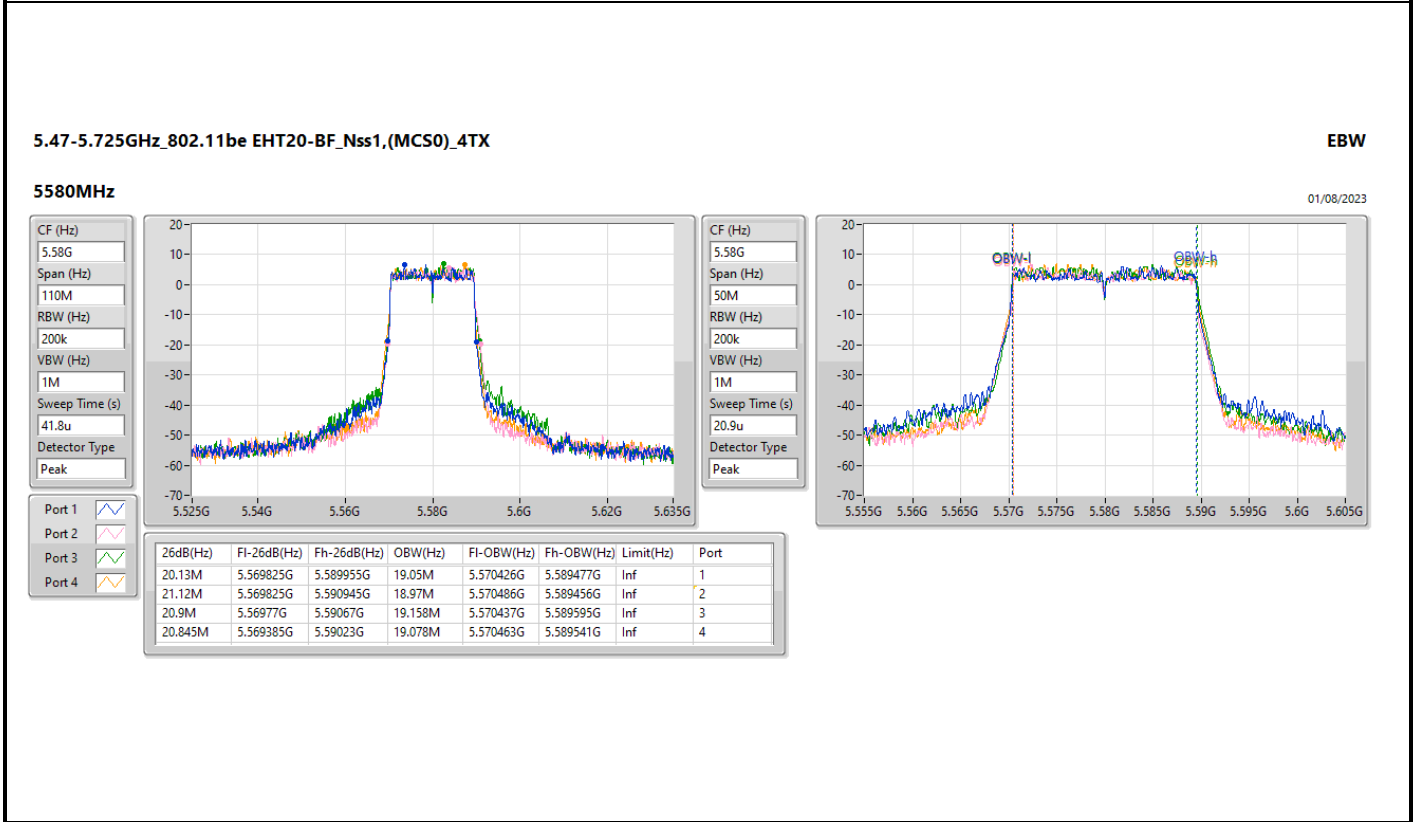 5.47-5.725GHz_802.11be EHT20-BF_Nss1,(MCS0)_4TX
EBW
5580MHz
01/08/2023
CF (Hz)
5.58G
Span (Hz)
110M
RBW (Hz)
200k
VBW (Hz)
1M
Sweep Time (s)
41.8u
Detector Type
Peak
20
10
0
-10
-20
-30
-40
-50
-60
-70
5.525G 5.54G 5.56G 5.58G 5.6G 5.62G 5.635G
CF (Hz)
5.58G
Span (Hz)
50M
RBW (Hz)
200k
VBW (Hz)
1M
Sweep Time (s)
20.9u
Detector Type
Peak
20
10
0
-10
-20
-30
-40
-50
-60
-70
OBW-l OBW-h
5.555G 5.56G 5.565G 5.57G 5.575G 5.58G 5.585G 5.59G 5.595G 5.6G 5.605G
Port 1
Port 2
Port 3
Port 4
26dB(Hz) Fl-26dB(Hz) Fh-26dB(Hz) OBW(Hz) Fl-OBW(Hz) Fh-OBW(Hz) Limit(Hz) Port
20.13M 5.569825G 5.589955G 19.05M 5.570426G 5.589477G Inf 1
21.12M 5.569825G 5.590945G 18.97M 5.570486G 5.589456G Inf 2
20.9M 5.56977G 5.59067G 19.158M 5.570437G 5.589595G Inf 3
20.845M 5.569385G 5.59023G 19.078M 5.570463G 5.589541G Inf 4